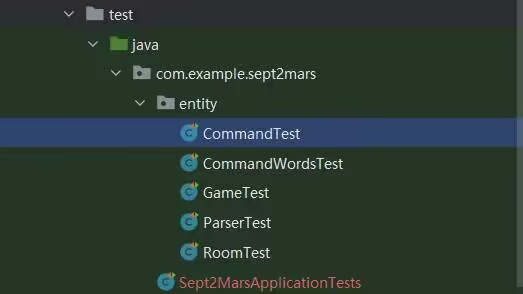 test
java
com.example.sept2mars
entity
CommandTest
CommandWordsTest
GameTest
ParserTest
RoomTest
Sept2MarsApplicationTests